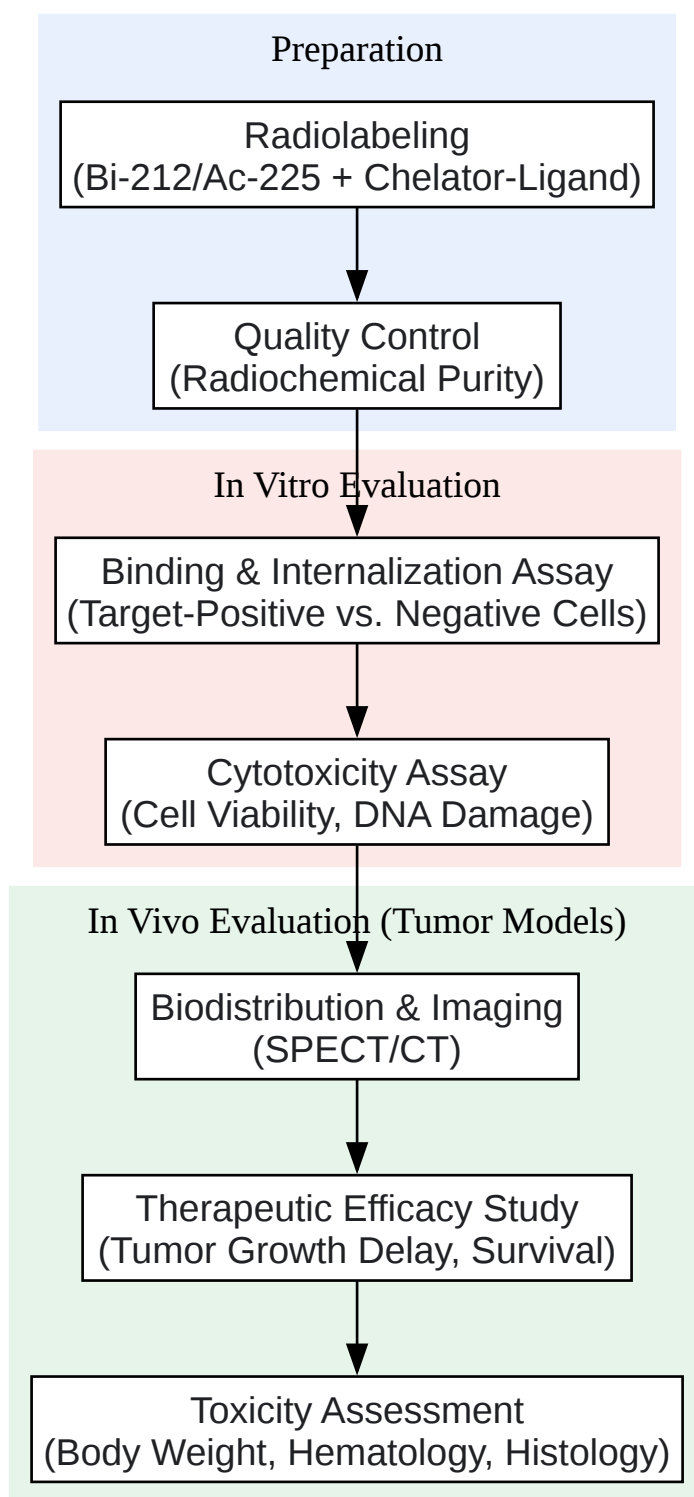 Preparation
Radiolabeling
(Bi-212/Ac-225 + Chelator-Ligand)
Quality Control
(Radiochemical Purity)
In Vitro Evaluation
Binding & Internalization Assay
(Target-Positive vs. Negative Cells)
Cytotoxicity Assay
(Cell Viability, DNA Damage)
In Vivo Evaluation (Tumor Models)
Biodistribution & Imaging
(SPECT/CT)
Therapeutic Efficacy Study
(Tumor Growth Delay, Survival)
Toxicity Assessment
(Body Weight, Hematology, Histology)